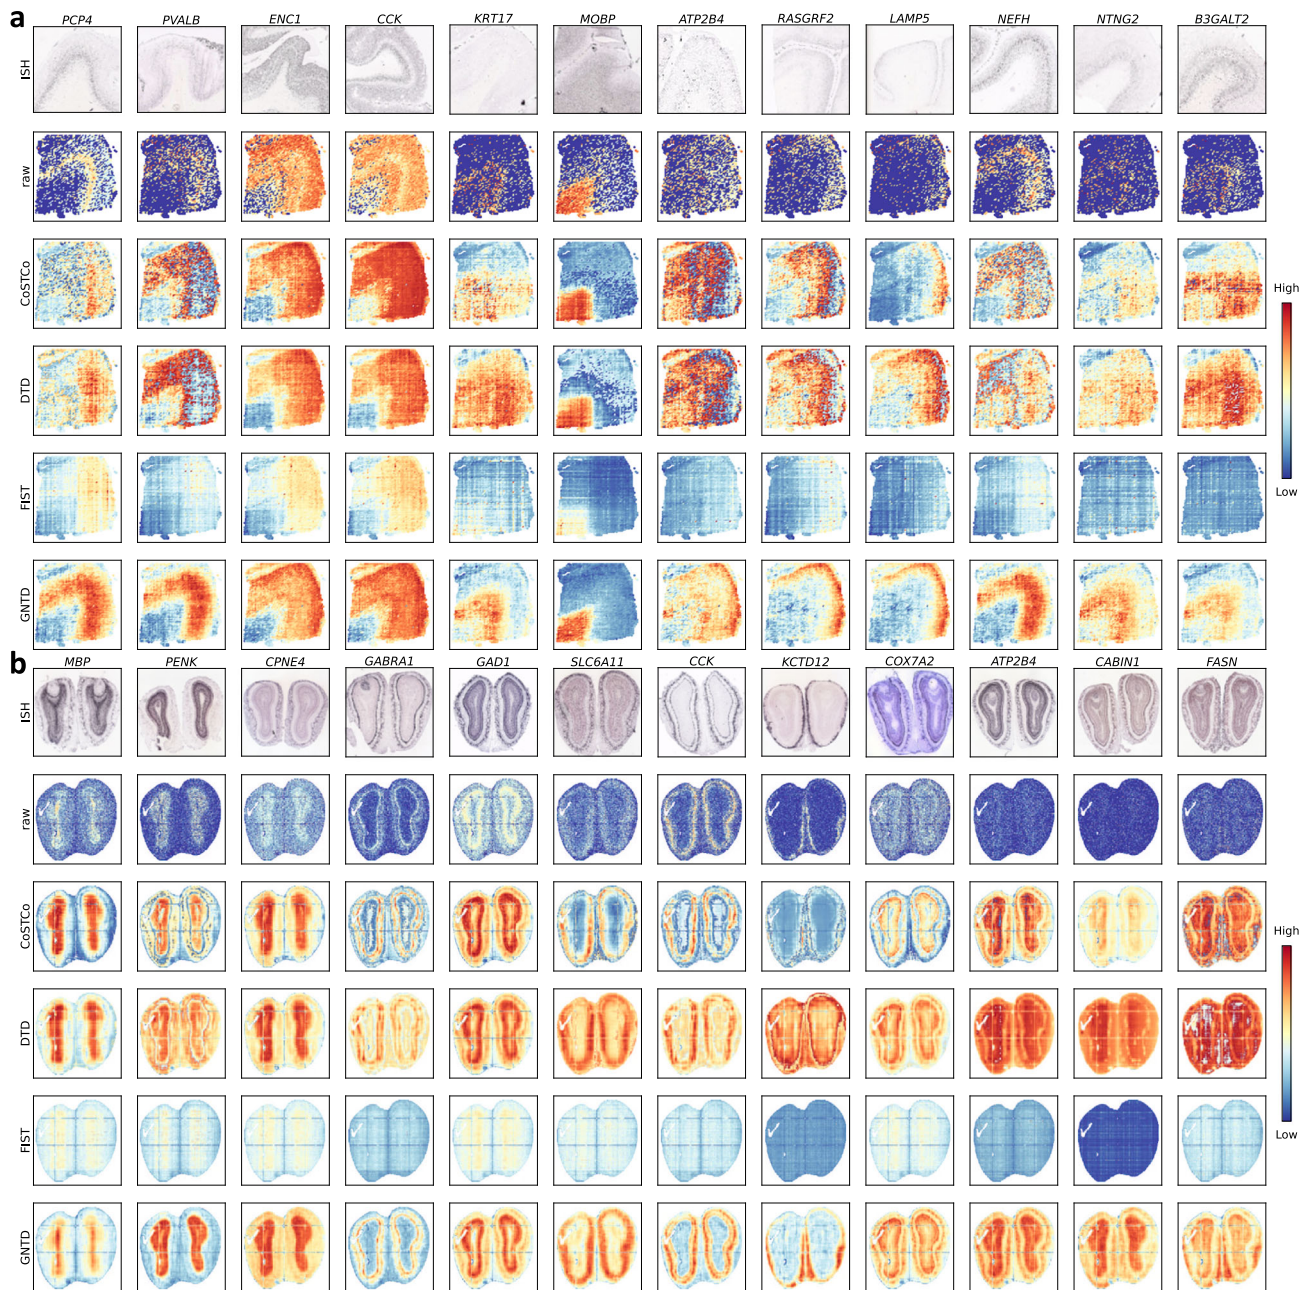 a
PCP4 PVALB ENC1 CCK KRT17 MOBP ATP2B4 RASGRF2 LAMP5 NEFH NTNG2 B3GALT2
ISH
raw
CoSTCo
High
DTD
FIST
Low
GNTD
b
MBP PENK CPNE4 GABRA1 GAD1 SLC6A11 CCK KCTD12 COX7A2 ATP2B4 CABIN1 FASN
ISH
raw
CoSTCo
High
DTD
FIST
Low
GNTD